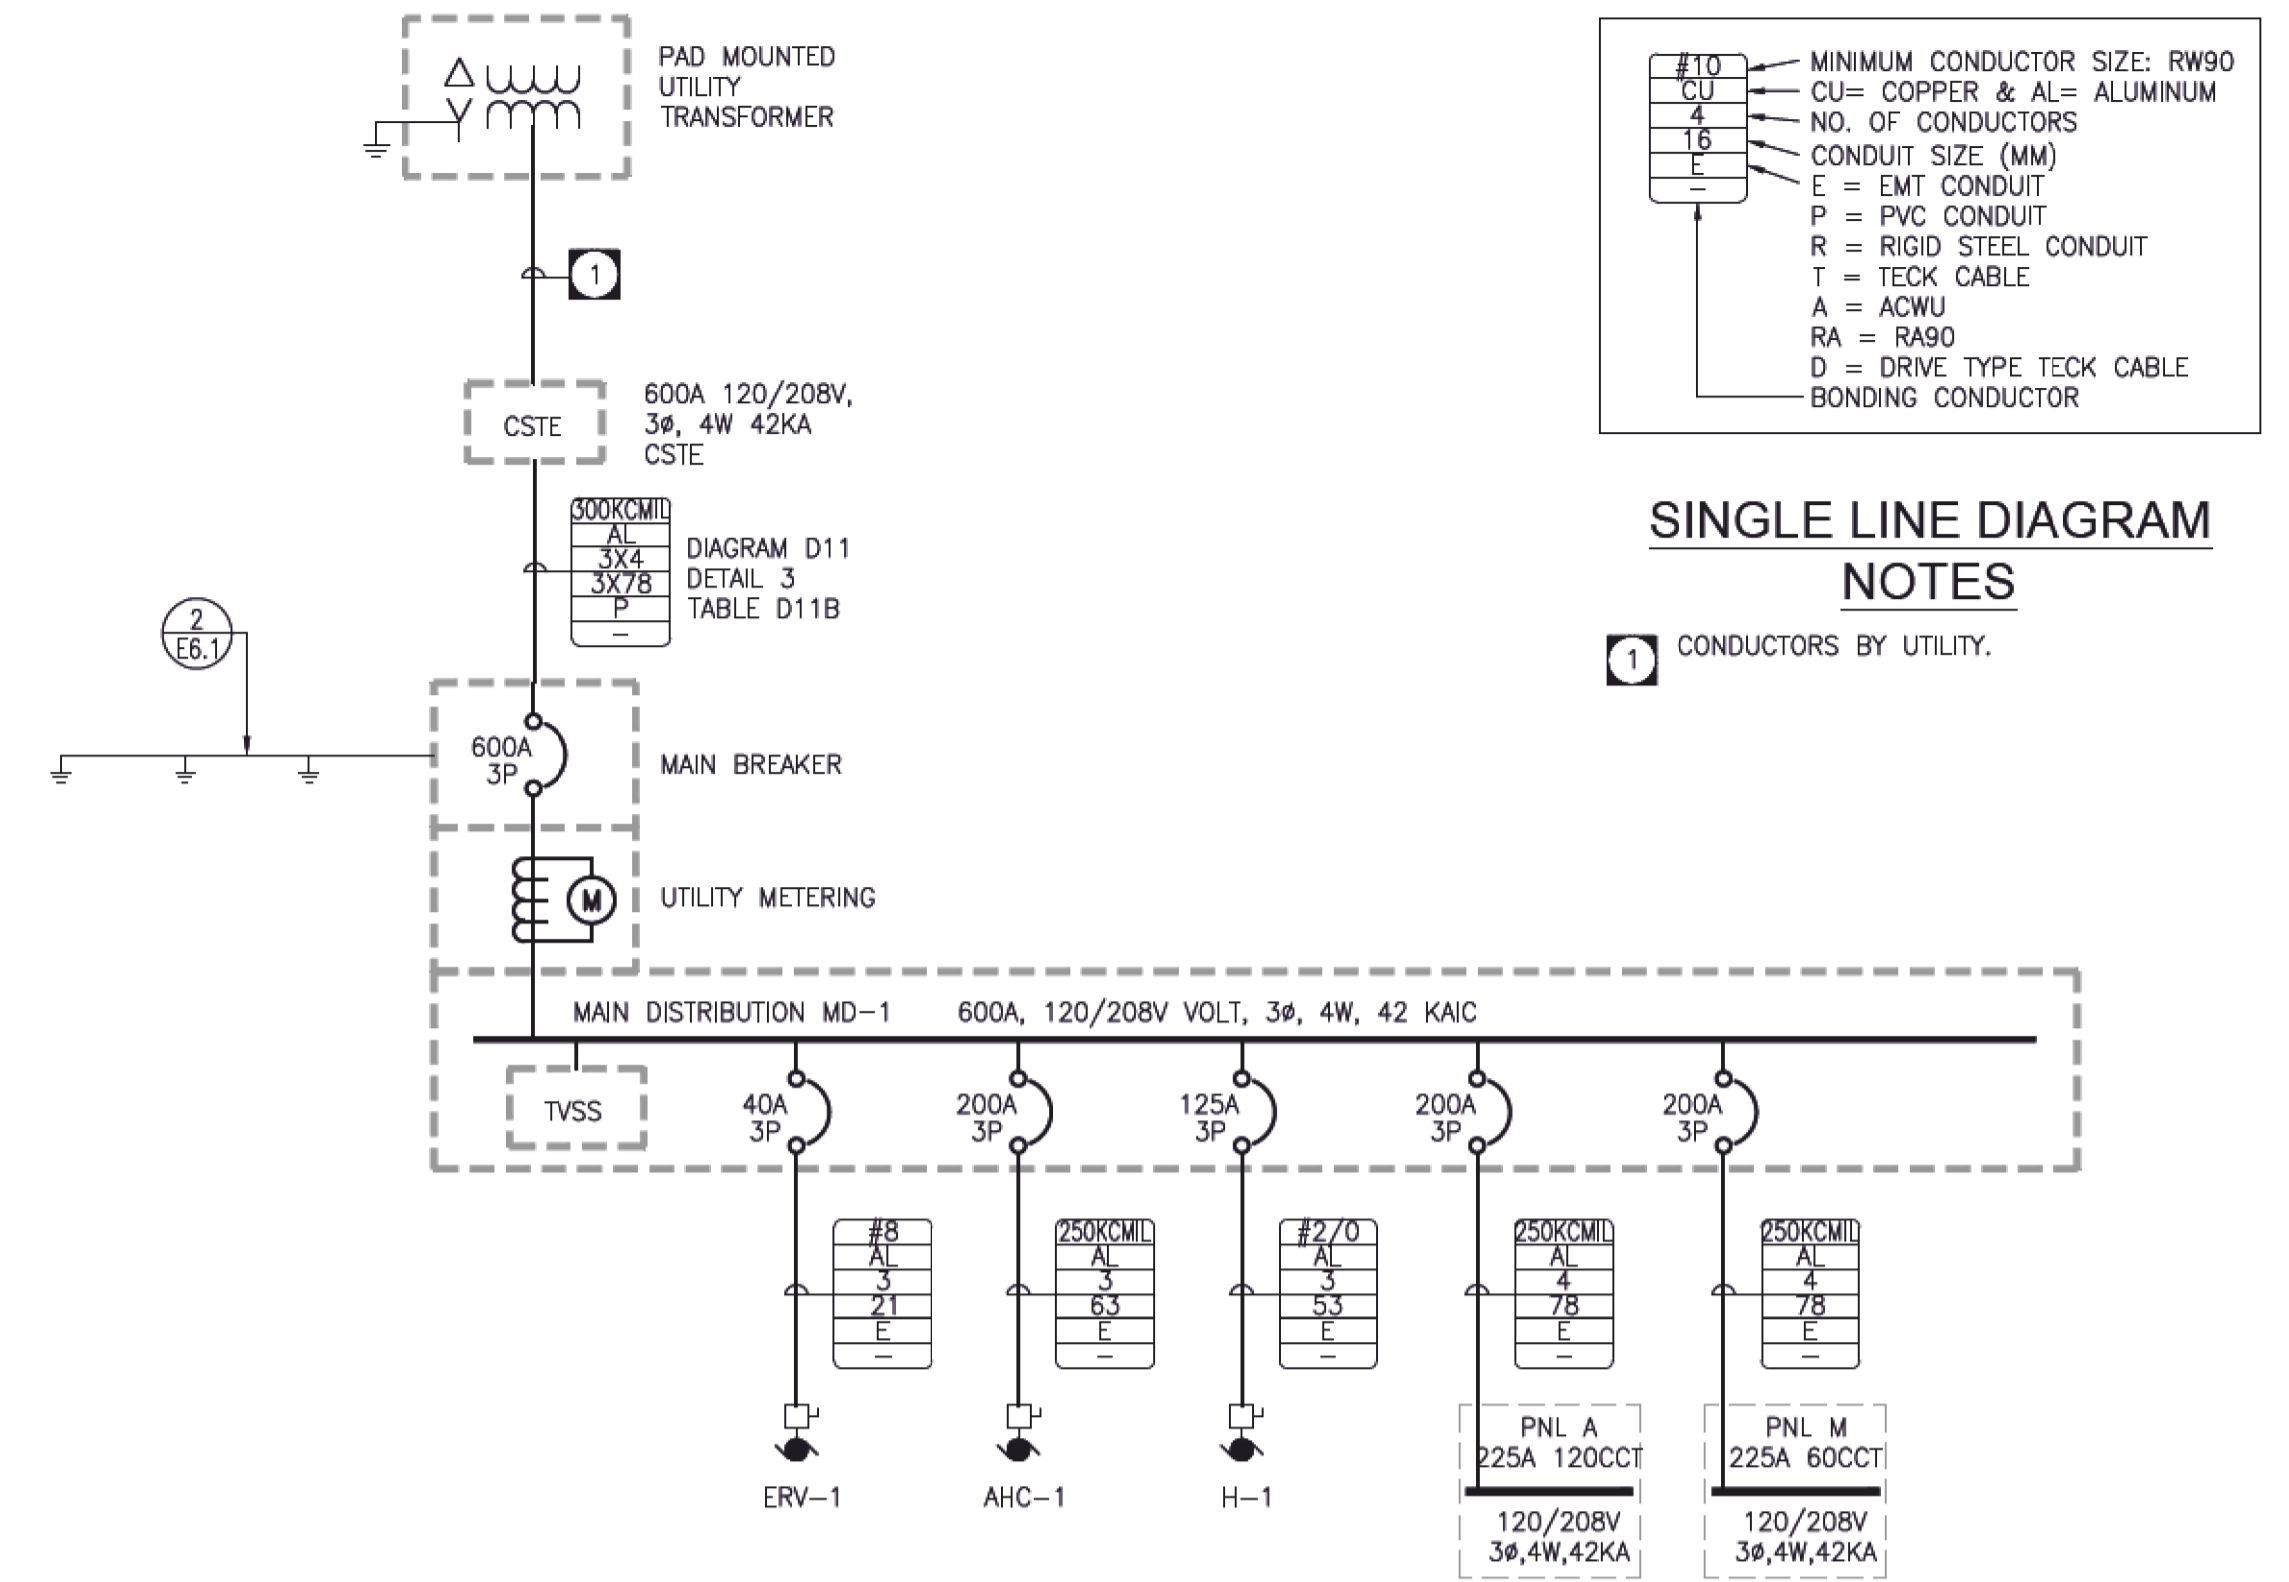 PAD MOUNTED
UTILITY
TRANSFORMER
1
CSTE
600A 120/208V,
3ø, 4W 42KA
CSTE
300KCMIL
AL
3X4
3X78
P
–
DIAGRAM D11
DETAIL 3
TABLE D11B
2
E6.1
600A
3P
MAIN BREAKER
M
UTILITY METERING
MAIN DISTRIBUTION MD-1 600A, 120/208V VOLT, 3ø, 4W, 42 KAIC
TVSS
40A
3P
200A
3P
125A
3P
200A
3P
200A
3P
#8
AL
3
21
E
–
250KCMIL
AL
3
63
E
–
#2/0
AL
3
53
E
–
250KCMIL
AL
4
78
E
–
250KCMIL
AL
4
78
E
–
ERV-1
AHC-1
H-1
PNL A
225A 120CCT
120/208V
3ø,4W,42KA
PNL M
225A 60CCT
120/208V
3ø,4W,42KA
#10
CU
4
16
E
–
MINIMUM CONDUCTOR SIZE: RW90
CU= COPPER & AL= ALUMINUM
NO. OF CONDUCTORS
CONDUIT SIZE (MM)
E = EMT CONDUIT
P = PVC CONDUIT
R = RIGID STEEL CONDUIT
T = TECK CABLE
A = ACWU
RA = RA90
D = DRIVE TYPE TECK CABLE
BONDING CONDUCTOR
SINGLE LINE DIAGRAM
NOTES
1 CONDUCTORS BY UTILITY.